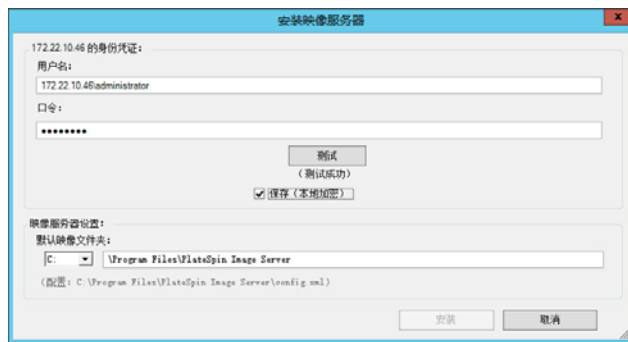 安装映像服务器
x
172.22.10.46 的身份凭证：
用户名：
172.22.10.46\administrator
口令：
●●●●●●●●
测试
（测试成功）
保存（本地加密）
映像服务器设置：
默认映像文件夹：
C: \Program Files\PlateSpin Image Server
（配置：C:\Program Files\PlateSpin Image Server\config.xml）
安装 取消